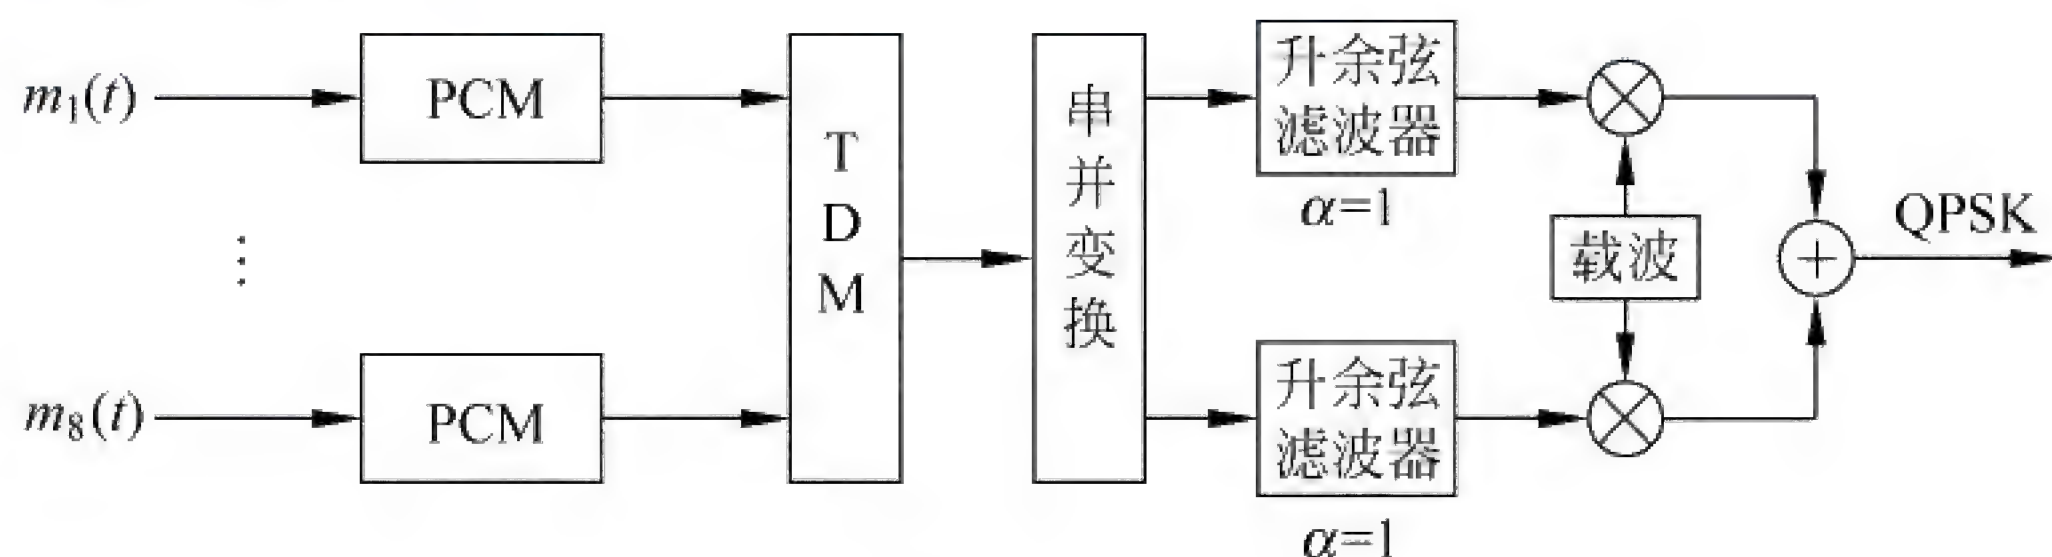 m₁(t)
PCM
⋮
m₈(t)
PCM
T
D
M
串
并
变
换
升余弦
滤波器
α=1
升余弦
滤波器
α=1
载波
QPSK